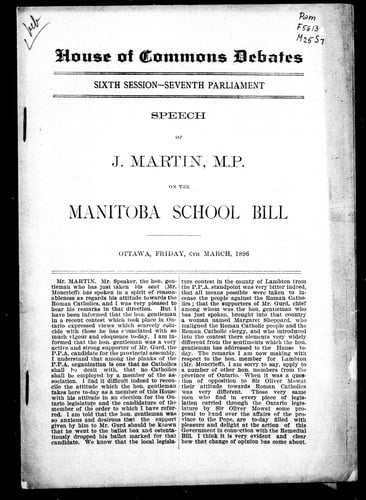 web
Pam
F5613
M25S7
House of Commons Debates
SIXTH SESSION—SEVENTH PARLIAMENT
SPEECH
OF
J. MARTIN, M.P.
ON THE
MANITOBA SCHOOL BILL
OTTAWA, FRIDAY, 6TH MARCH, 1896
Mr. MARTIN. Mr. Speaker, the hon. gen-
tleman who has just taken his seat (Mr.
Moncrieff) has spoken in a spirit of reason-
ableness as regards his attitude towards the
Roman Catholics, and I was very pleased to
hear his remarks in that direction. But I
have been informed that the hon. gentleman
in a recent contest which took place in On-
tario expressed views which scarcely coin-
cide with those he has enunciated with so
much vigour and eloquence to-day. I am in-
formed that the hon. gentleman was a very
active and strong supporter of Mr. Gurd, the
P.P.A. candidate for the provincial assembly.
I understand that among the planks of the
P.P.A. organization is one that no Catholics
shall be dealt with, that no Catholics
shall be employed by a member of the as-
sociation. I find it difficult indeed to recon-
cile the attitude which the hon. gentleman
takes here to-day as a member of this House
with his attitude in an election for the On-
tario legislature and the candidature of the
member of the order to which I have refer-
red. I am told that the hon. gentleman was
so anxious and desirous that the support
given by him to Mr. Gurd should be known
that he went to the ballot box and osten-
tatiously dropped his ballot marked for that
candidate. We know that the local legisla-
ture contest in the county of Lambton from
the P.P.A. standpoint was very bitter indeed,
that all means possible were taken to in-
cense the people against the Roman Catho-
lics; that the supporters of Mr. Gurd, chief
among whom was the hon. gentleman who
has just spoken, brought into that country
a woman named Margaret Sheppard, who
maligned the Roman Catholic people and the
Roman Catholic clergy, and who introduced
into the contest there elements very widely
different from the sentiments which the hon.
gentleman has addressed to the House to-
day. The remarks I am now making with
respect to the hon. member for Lambton
(Mr. Moncrieff), I am sorry to say, apply to
a number of other hon. members from the
province of Ontario. When it was a ques-
tion of opposition to Sir Oliver Mowat
their attitude towards Roman Catholics
was very different. These very same
men who find in every piece of legis-
lation carried through the Ontario legis-
lature by Sir Oliver Mowat some pro-
posal to hand over the affairs of the pro-
vince to the Pope, are to-day filled with
pleasure and delight at the action of this
Government in connection with the Remedial
Bill. I think it is very evident and clear
how that change of opinion has come about.